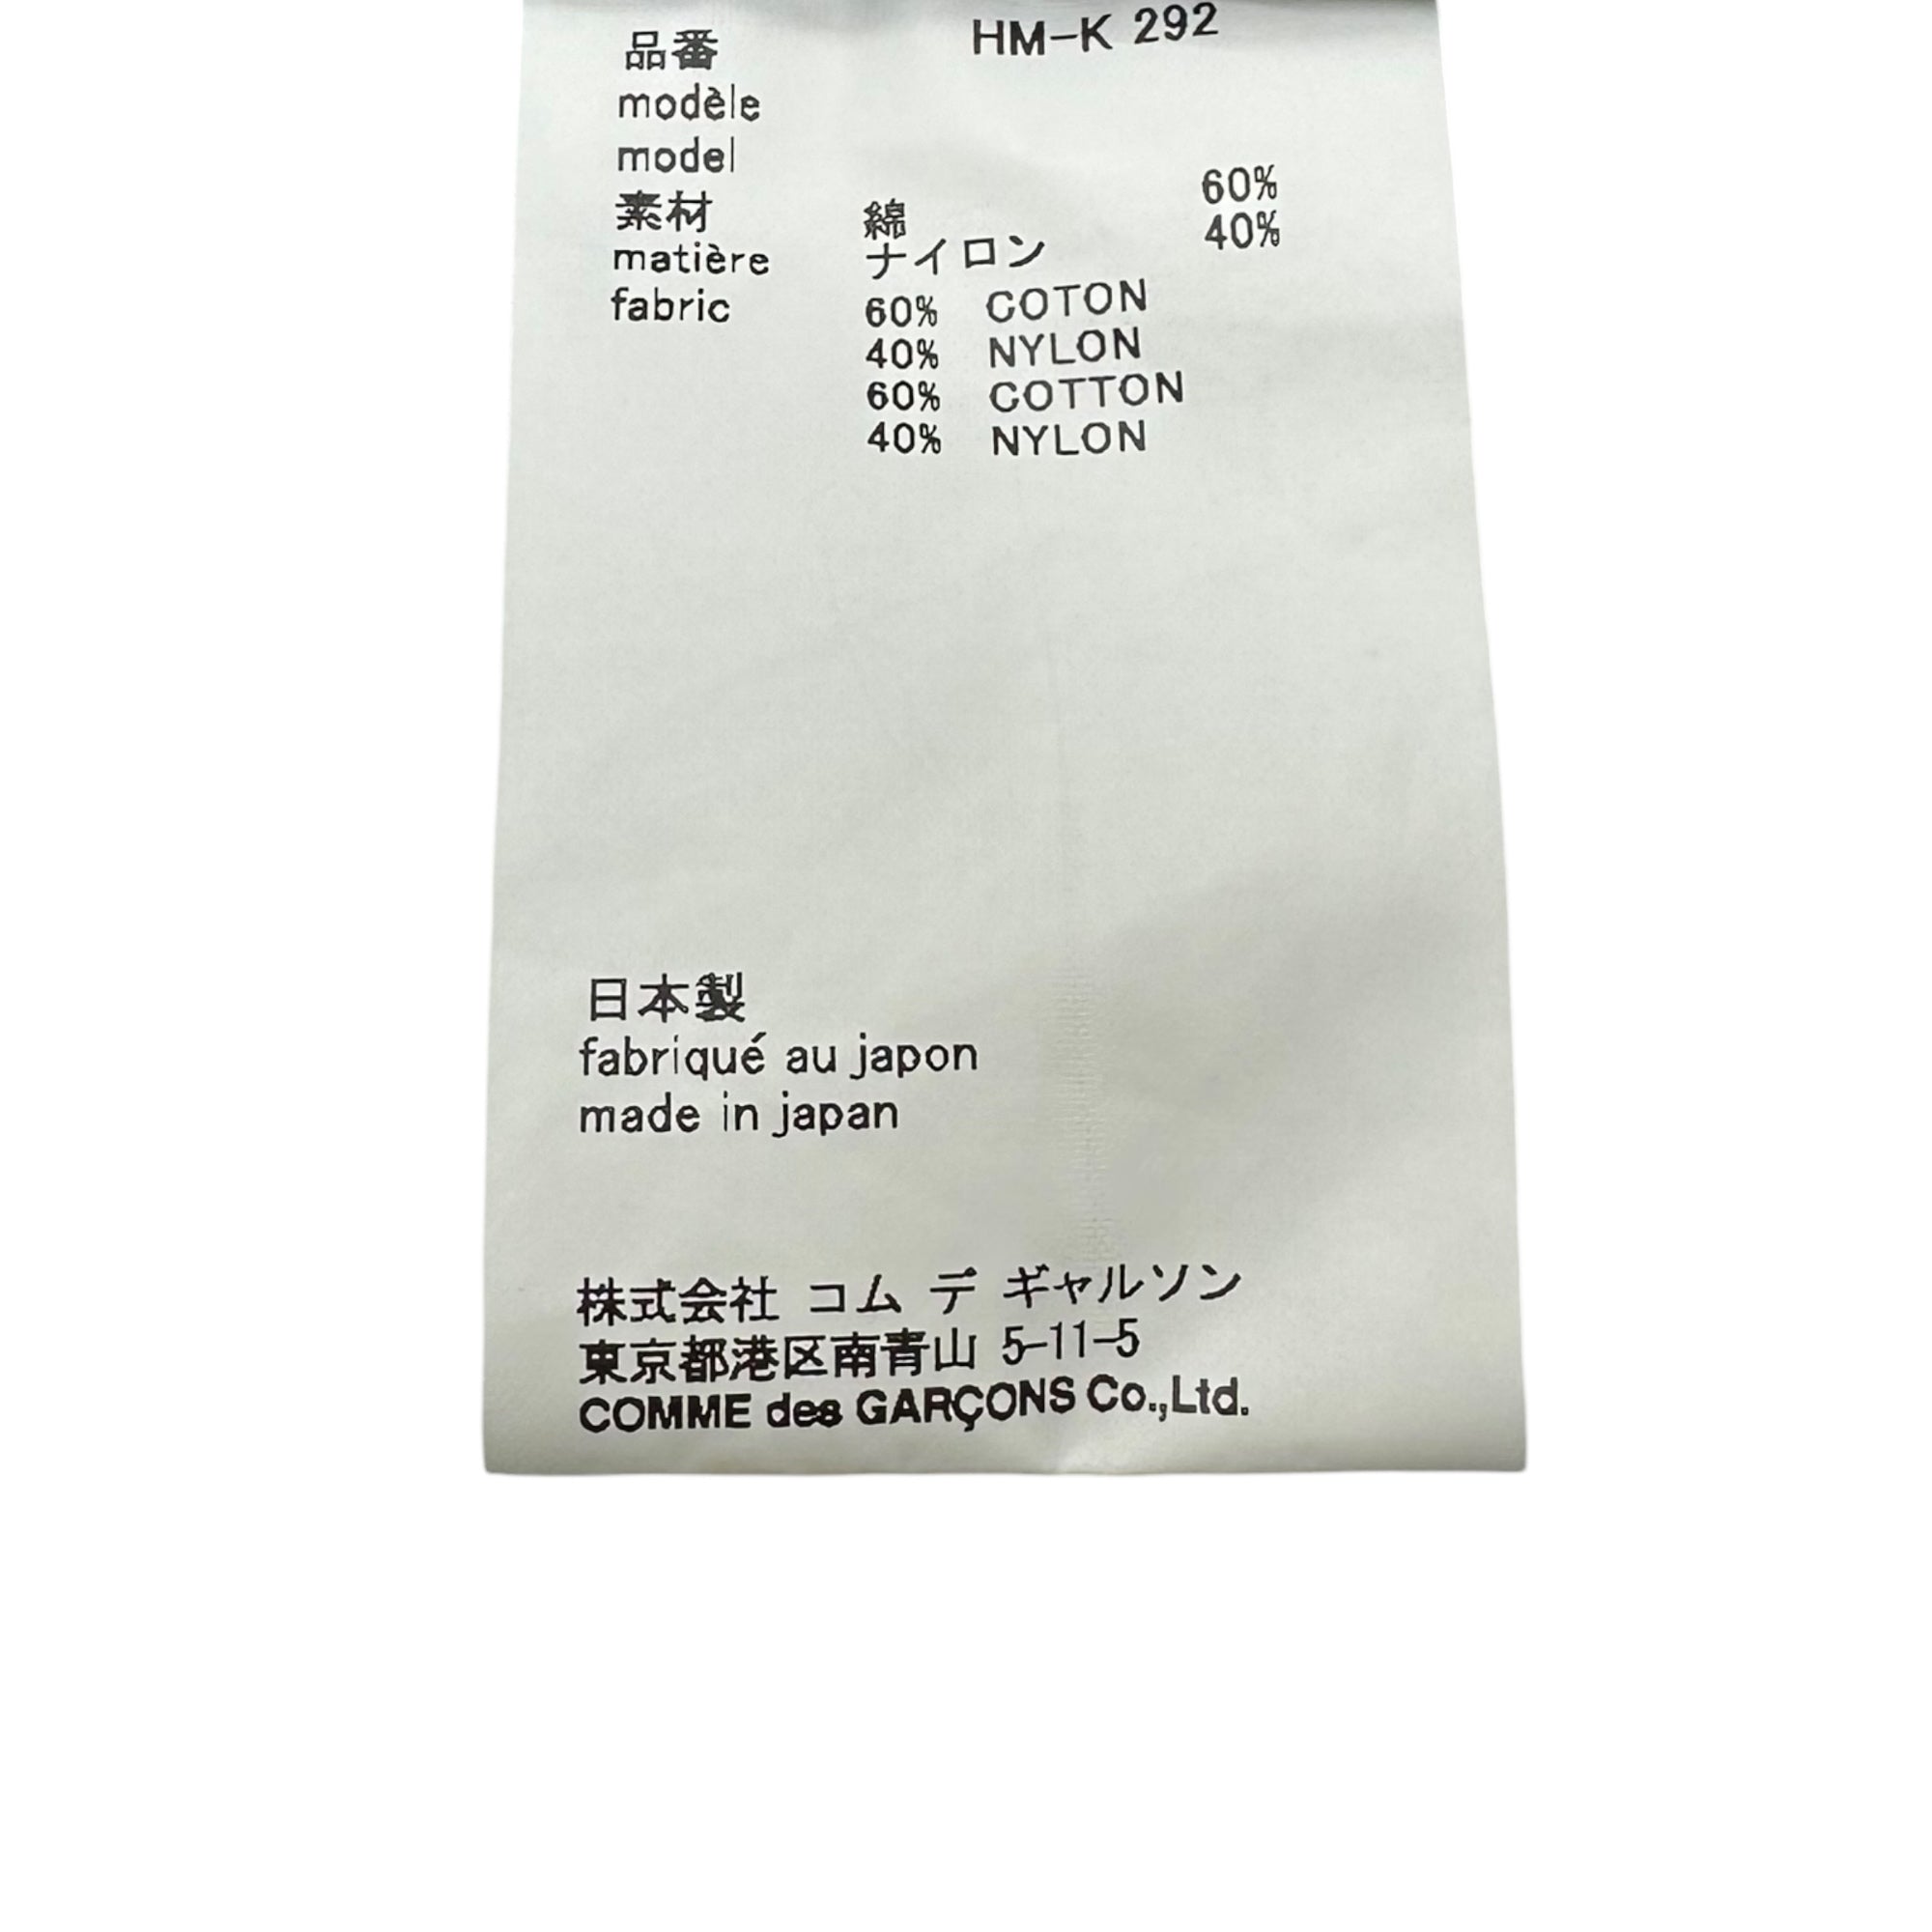 品番 HM-K 292
modèle
model
素材 綿 60%
matière ナイロン 40%
fabric 60% COTON
40% NYLON
60% COTTON
40% NYLON
日本製
fabriqué au japon
made in japan
株式会社 コム デ ギャルソン
東京都港区南青山 5-11-5
COMME des GARÇONS Co.,Ltd.